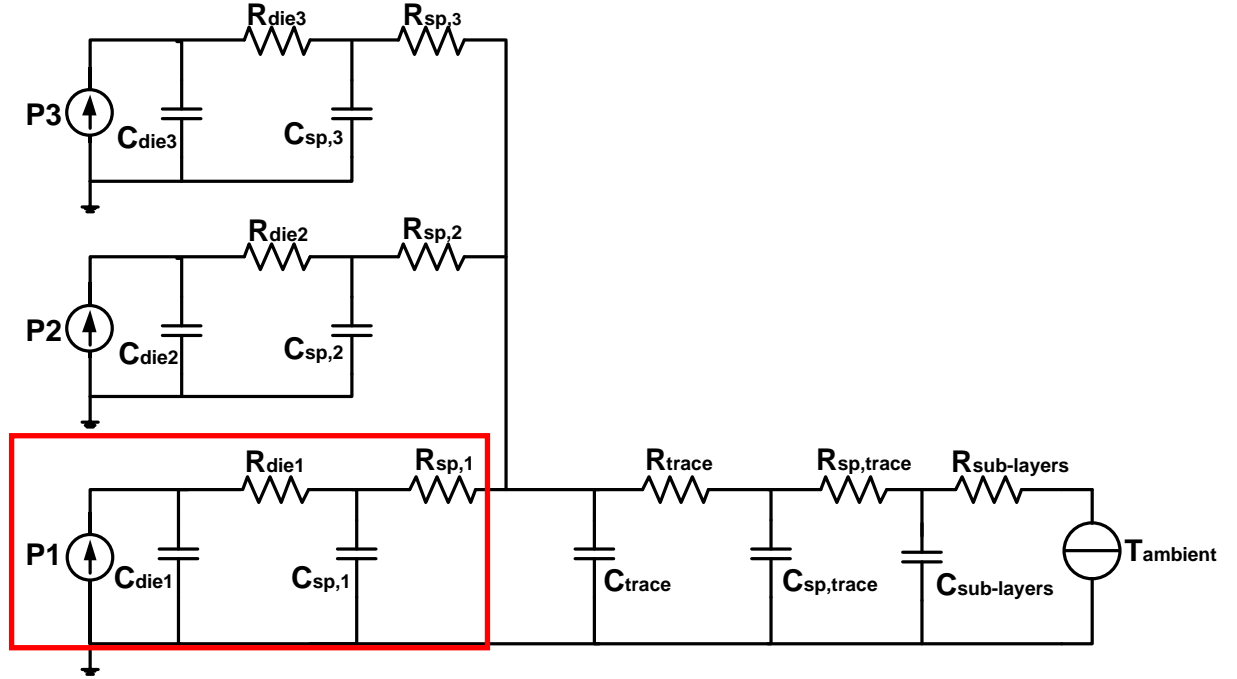 Rdie3 Rsp,3
P3
Cdie3 Csp,3
Rdie2 Rsp,2
P2
Cdie2 Csp,2
Rdie1 Rsp,1 Rtrace Rsp,trace Rsub-layers
P1 Tambient
Cdie1 Csp,1 Ctrace Csp,trace Csub-layers